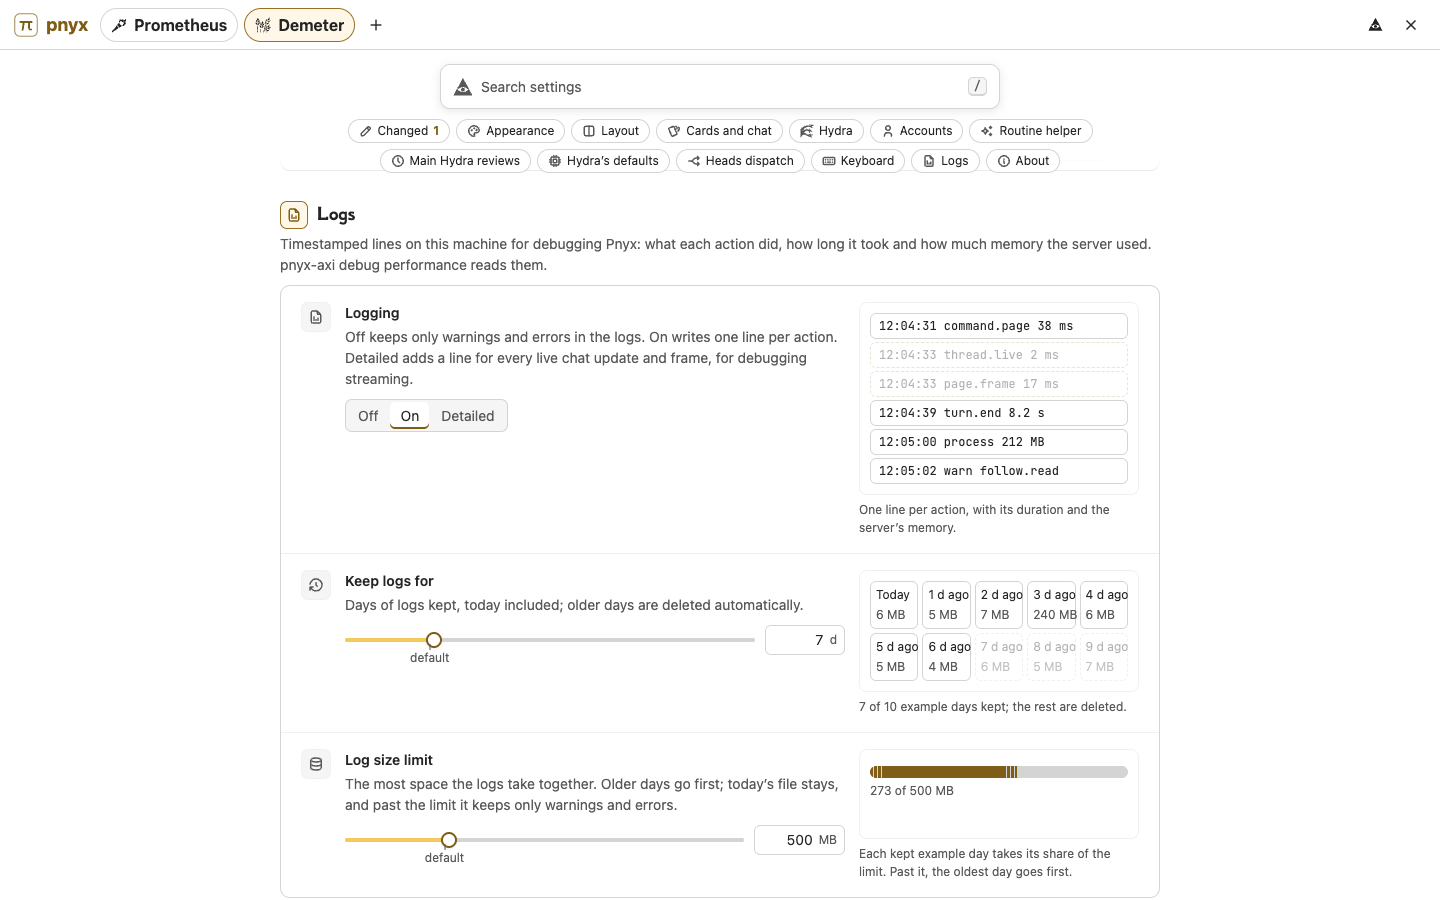 π pnyx Prometheus Demeter +
Search settings /
Changed 1 Appearance Layout Cards and chat Hydra Accounts Routine helper
Main Hydra reviews Hydra's defaults Heads dispatch Keyboard Logs About
Logs
Timestamped lines on this machine for debugging Pnyx: what each action did, how long it took and how much memory the server used.
pnyx-axi debug performance reads them.
Logging
Off keeps only warnings and errors in the logs. On writes one line per action.
Detailed adds a line for every live chat update and frame, for debugging
streaming.
Off On Detailed
12:04:31 command.page 38 ms
12:04:33 thread.live 2 ms
12:04:33 page.frame 17 ms
12:04:39 turn.end 8.2 s
12:05:00 process 212 MB
12:05:02 warn follow.read
One line per action, with its duration and the
server’s memory.
Keep logs for
Days of logs kept, today included; older days are deleted automatically.
7 d
default
Today 1 d ago 2 d ago 3 d ago 4 d ago
6 MB 5 MB 7 MB 240 MB 6 MB
5 d ago 6 d ago 7 d ago 8 d ago 9 d ago
5 MB 4 MB 6 MB 5 MB 7 MB
7 of 10 example days kept; the rest are deleted.
Log size limit
The most space the logs take together. Older days go first; today’s file stays,
and past the limit it keeps only warnings and errors.
500 MB
default
273 of 500 MB
Each kept example day takes its share of the
limit. Past it, the oldest day goes first.